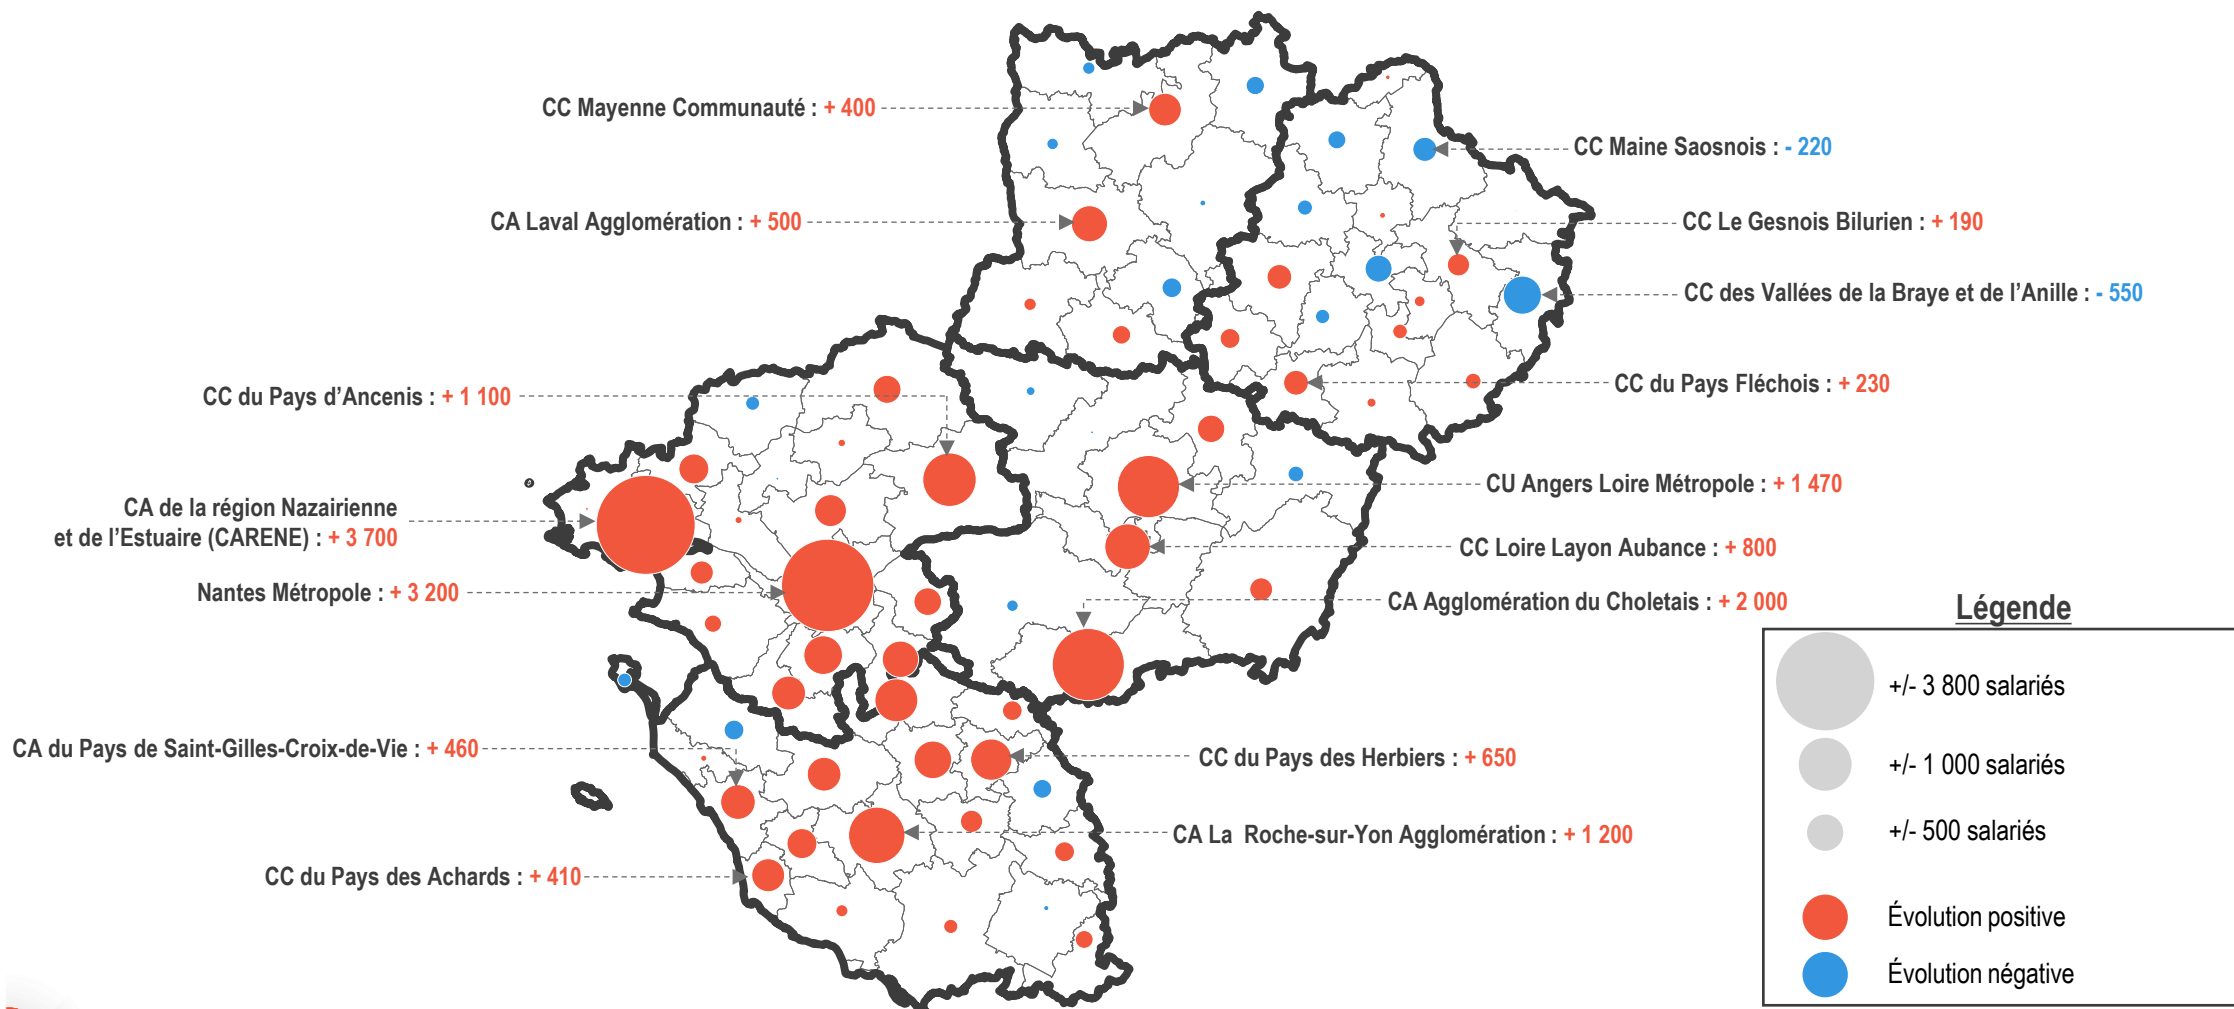 CC Mayenne Communauté : + 400
CC Maine Saosnois : - 220
CA Laval Agglomération : + 500
CC Le Gesnois Bilurien : + 190
CC des Vallées de la Braye et de l’Anille : - 550
CC du Pays d’Ancenis : + 1 100
CC du Pays Fléchois : + 230
CU Angers Loire Métropole : + 1 470
CA de la région Nazairienne
et de l’Estuaire (CARENE) : + 3 700
CC Loire Layon Aubance : + 800
Nantes Métropole : + 3 200
CA Agglomération du Choletais : + 2 000
CA du Pays de Saint-Gilles-Croix-de-Vie : + 460
CC du Pays des Herbiers : + 650
CA La Roche-sur-Yon Agglomération : + 1 200
CC du Pays des Achards : + 410
Légende
+/- 3 800 salariés
+/- 1 000 salariés
+/- 500 salariés
Évolution positive
Évolution négative